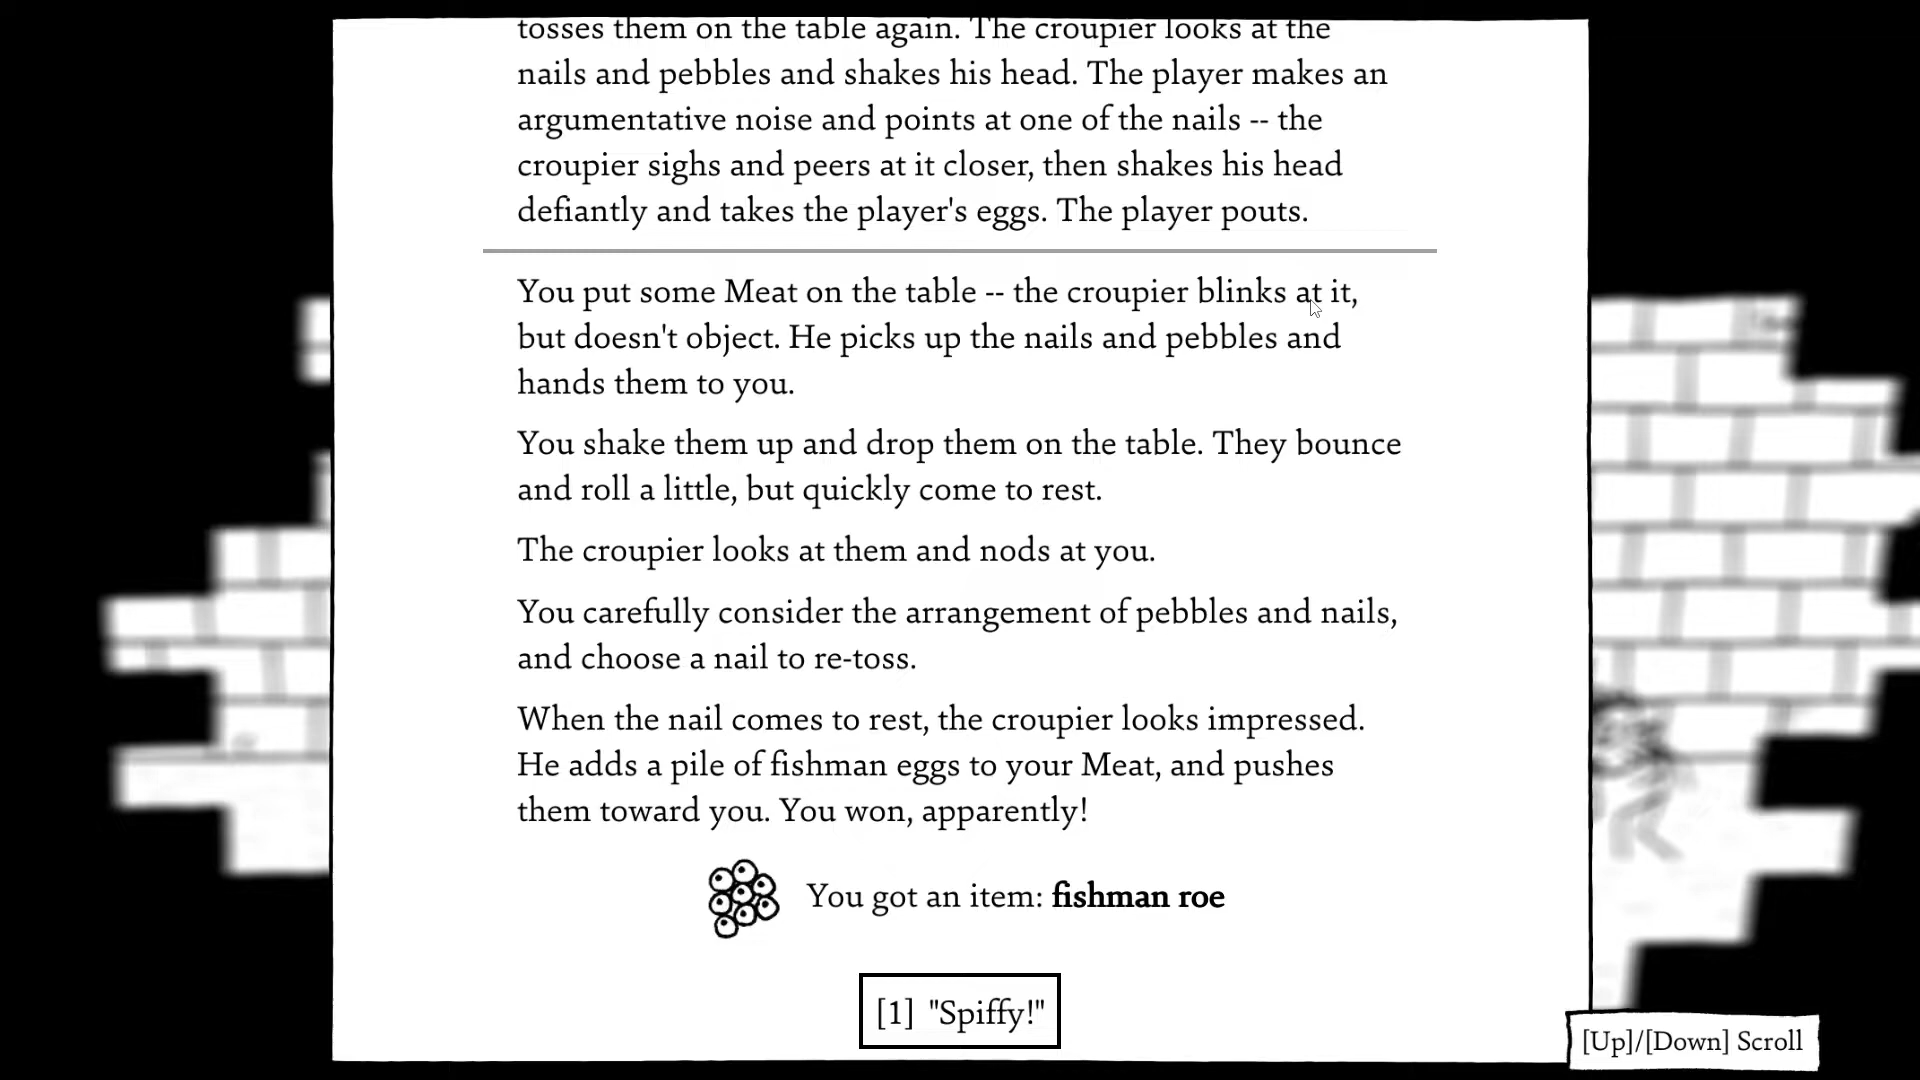 tosses them on the table again. The croupier looks at the
nails and pebbles and shakes his head. The player makes an
argumentative noise and points at one of the nails -- the
croupier sighs and peers at it closer, then shakes his head
defiantly and takes the player's eggs. The player pouts.
You put some Meat on the table -- the croupier blinks at it,
but doesn't object. He picks up the nails and pebbles and
hands them to you.
You shake them up and drop them on the table. They bounce
and roll a little, but quickly come to rest.
The croupier looks at them and nods at you.
You carefully consider the arrangement of pebbles and nails,
and choose a nail to re-toss.
When the nail comes to rest, the croupier looks impressed.
He adds a pile of fishman eggs to your Meat, and pushes
them toward you. You won, apparently!
You got an item: fishman roe
[1] "Spiffy!"
[Up]/[Down] Scroll